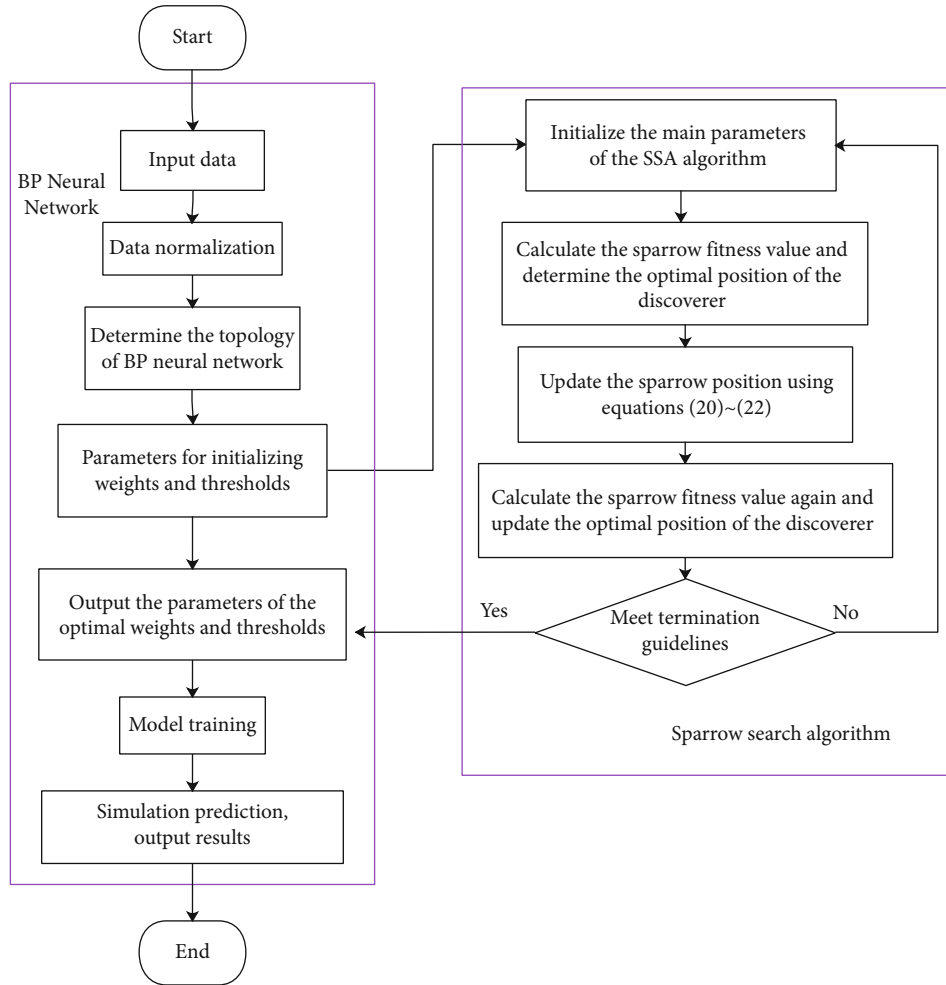 Start
BP Neural
Network
Input data
Data normalization
Determine the topology
of BP neural network
Parameters for initializing
weights and thresholds
Output the parameters of the
optimal weights and thresholds
Model training
Simulation prediction,
output results
End
Initialize the main parameters
of the SSA algorithm
Calculate the sparrow fitness value and
determine the optimal position of the
discoverer
Update the sparrow position using
equations (20)~(22)
Calculate the sparrow fitness value again and
update the optimal position of the discoverer
Yes
Meet termination
guidelines
No
Sparrow search algorithm